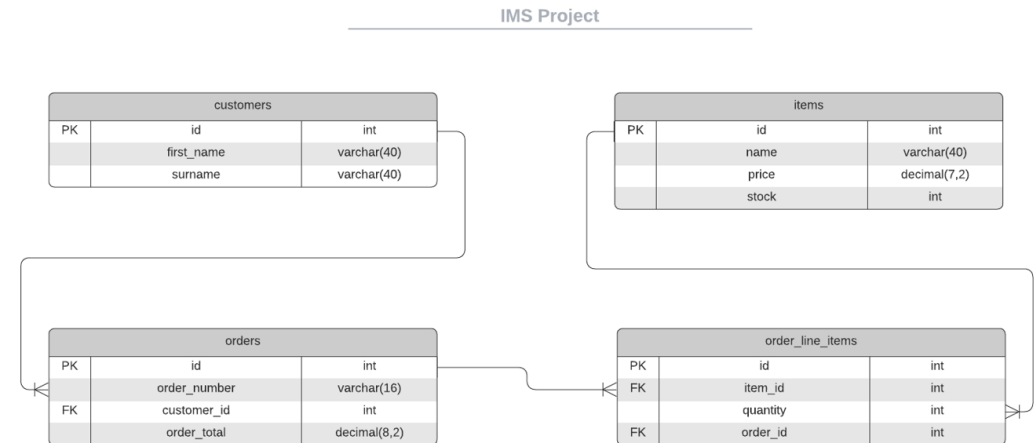 IMS Project
customers
PK id int
first_name varchar(40)
surname varchar(40)
items
PK id int
name varchar(40)
price decimal(7,2)
stock int
orders
PK id int
order_number varchar(16)
FK customer_id int
order_total decimal(8,2)
order_line_items
PK id int
FK item_id int
quantity int
FK order_id int